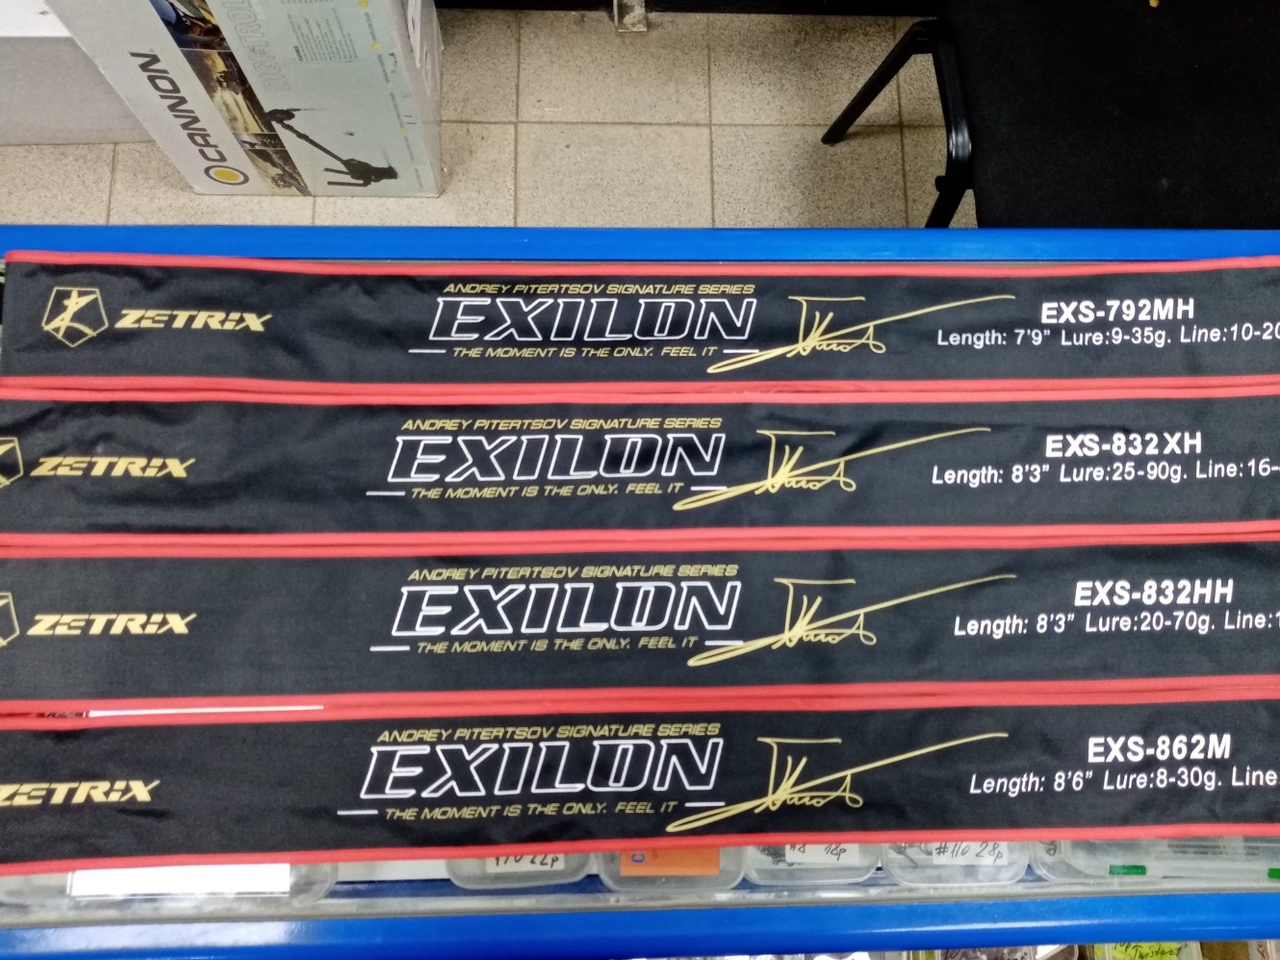 CANNON
ZETRIX
ANDREY PITERTSOV SIGNATURE SERIES
EXILON
THE MOMENT IS THE ONLY. FEEL IT
EXS-792MH
Length: 7'9" Lure:9-35g. Line:10-20
ZETRIX
ANDREY PITERTSOV SIGNATURE SERIES
EXILON
THE MOMENT IS THE ONLY. FEEL IT
EXS-832XH
Length: 8'3" Lure:25-90g. Line:16-
ZETRIX
ANDREY PITERTSOV SIGNATURE SERIES
EXILON
THE MOMENT IS THE ONLY. FEEL IT
EXS-832HH
Length: 8'3" Lure:20-70g. Line:1
ZETRIX
ANDREY PITERTSOV SIGNATURE SERIES
EXILON
THE MOMENT IS THE ONLY. FEEL IT
EXS-862M
Length: 8'6" Lure:8-30g. Line
#110 28р